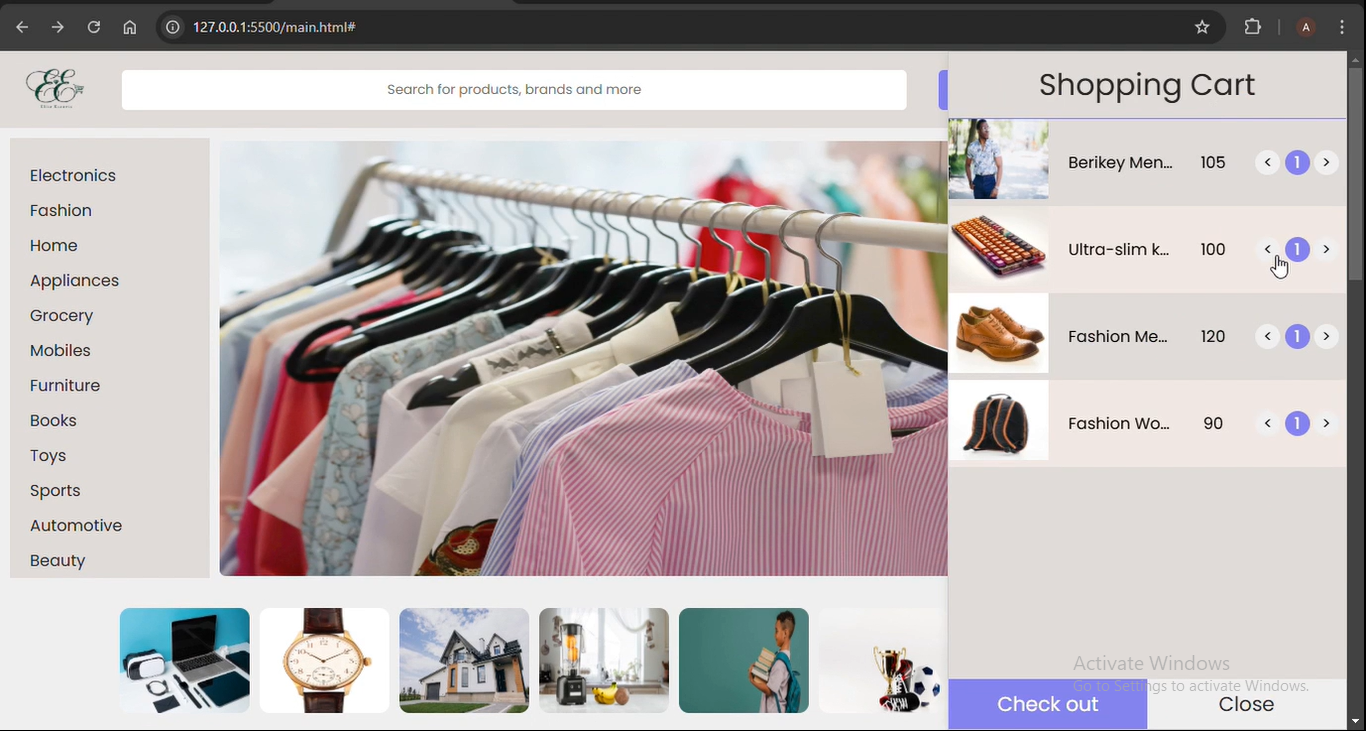 127.0.0.1:5500/main.html#
A
EE
Search for products, brands and more
Shopping Cart
Electronics
Fashion
Home
Appliances
Grocery
Mobiles
Furniture
Books
Toys
Sports
Automotive
Beauty
Berikey Men... 105 < 1 >
Ultra-slim k... 100 < 1 >
Fashion Me... 120 < 1 >
Fashion Wo... 90 < 1 >
Activate Windows
Go to Settings to activate Windows.
Check out Close